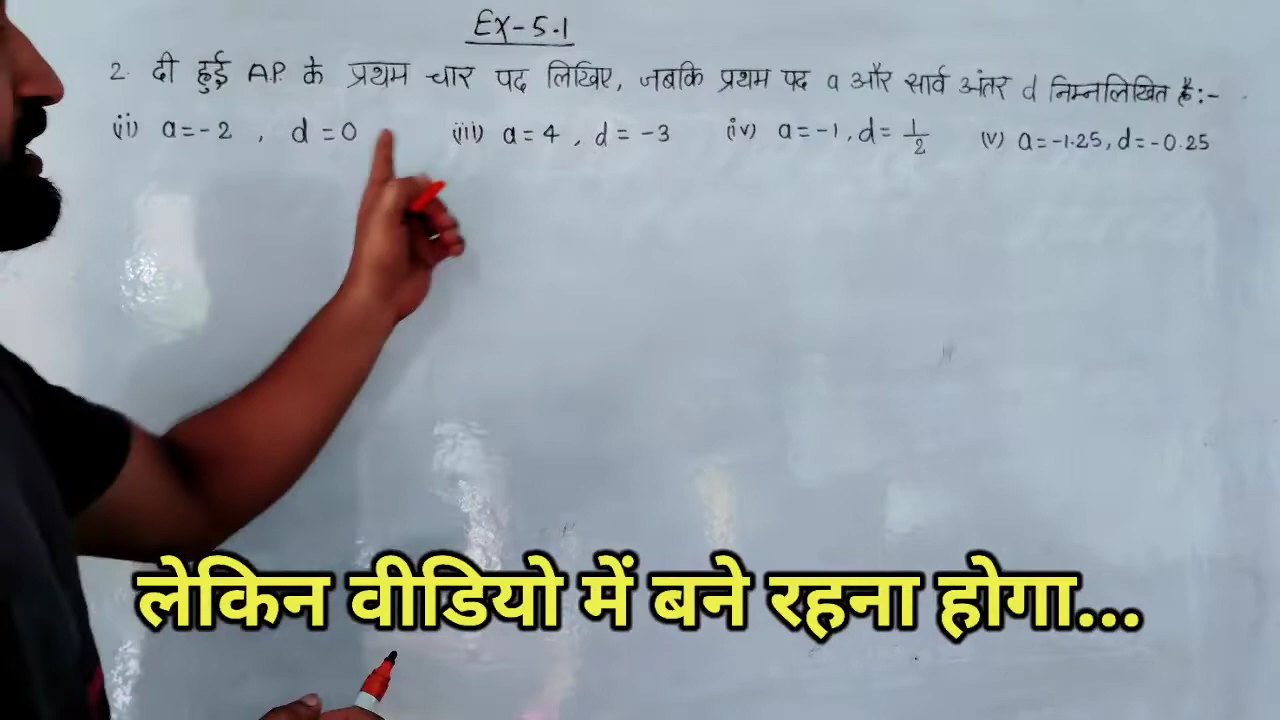 Ex-5.1
2. दी हुई A.P. के प्रथम चार पद लिखिए, जबकि प्रथम पद a और सार्व अंतर d निम्नलिखित है:-
(ii) a=-2 , d=0 (iii) a=4 , d=-3 (iv) a=-1, d=1/2 (v) a=-1.25, d=-0.25
लेकिन वीडियो में बने रहना होगा...